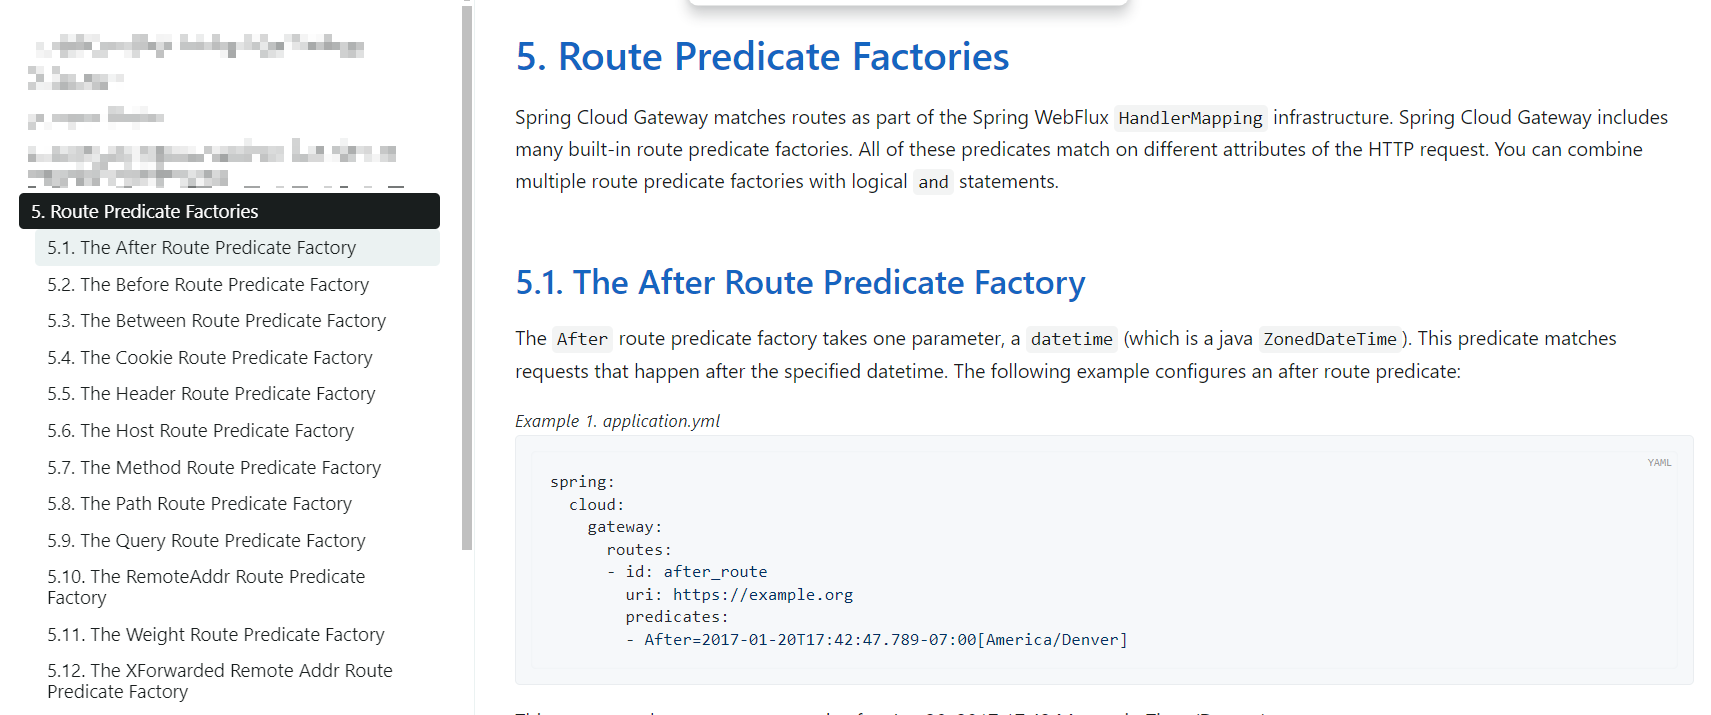 5. Route Predicate Factories
5.1. The After Route Predicate Factory
5.2. The Before Route Predicate Factory
5.3. The Between Route Predicate Factory
5.4. The Cookie Route Predicate Factory
5.5. The Header Route Predicate Factory
5.6. The Host Route Predicate Factory
5.7. The Method Route Predicate Factory
5.8. The Path Route Predicate Factory
5.9. The Query Route Predicate Factory
5.10. The RemoteAddr Route Predicate
Factory
5.11. The Weight Route Predicate Factory
5.12. The XForwarded Remote Addr Route
Predicate Factory
5. Route Predicate Factories
Spring Cloud Gateway matches routes as part of the Spring WebFlux HandlerMapping infrastructure. Spring Cloud Gateway includes
many built-in route predicate factories. All of these predicates match on different attributes of the HTTP request. You can combine
multiple route predicate factories with logical and statements.
5.1. The After Route Predicate Factory
The After route predicate factory takes one parameter, a datetime (which is a java ZonedDateTime). This predicate matches
requests that happen after the specified datetime. The following example configures an after route predicate:
Example 1. application.yml
YAML
spring:
  cloud:
    gateway:
      routes:
      - id: after_route
        uri: https://example.org
        predicates:
        - After=2017-01-20T17:42:47.789-07:00[America/Denver]